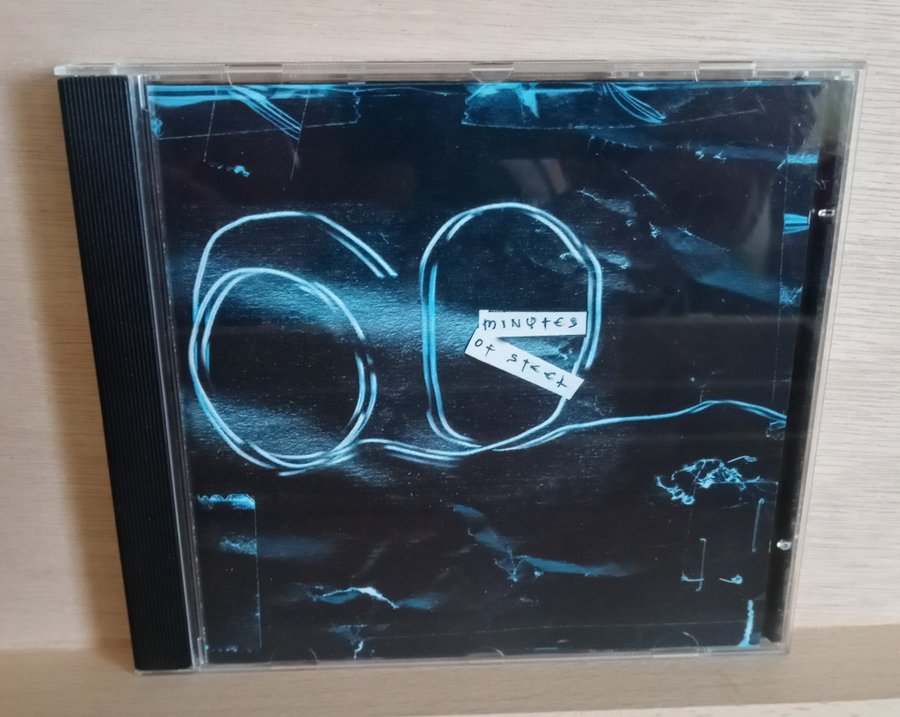 60
MINUTES
Of Steel